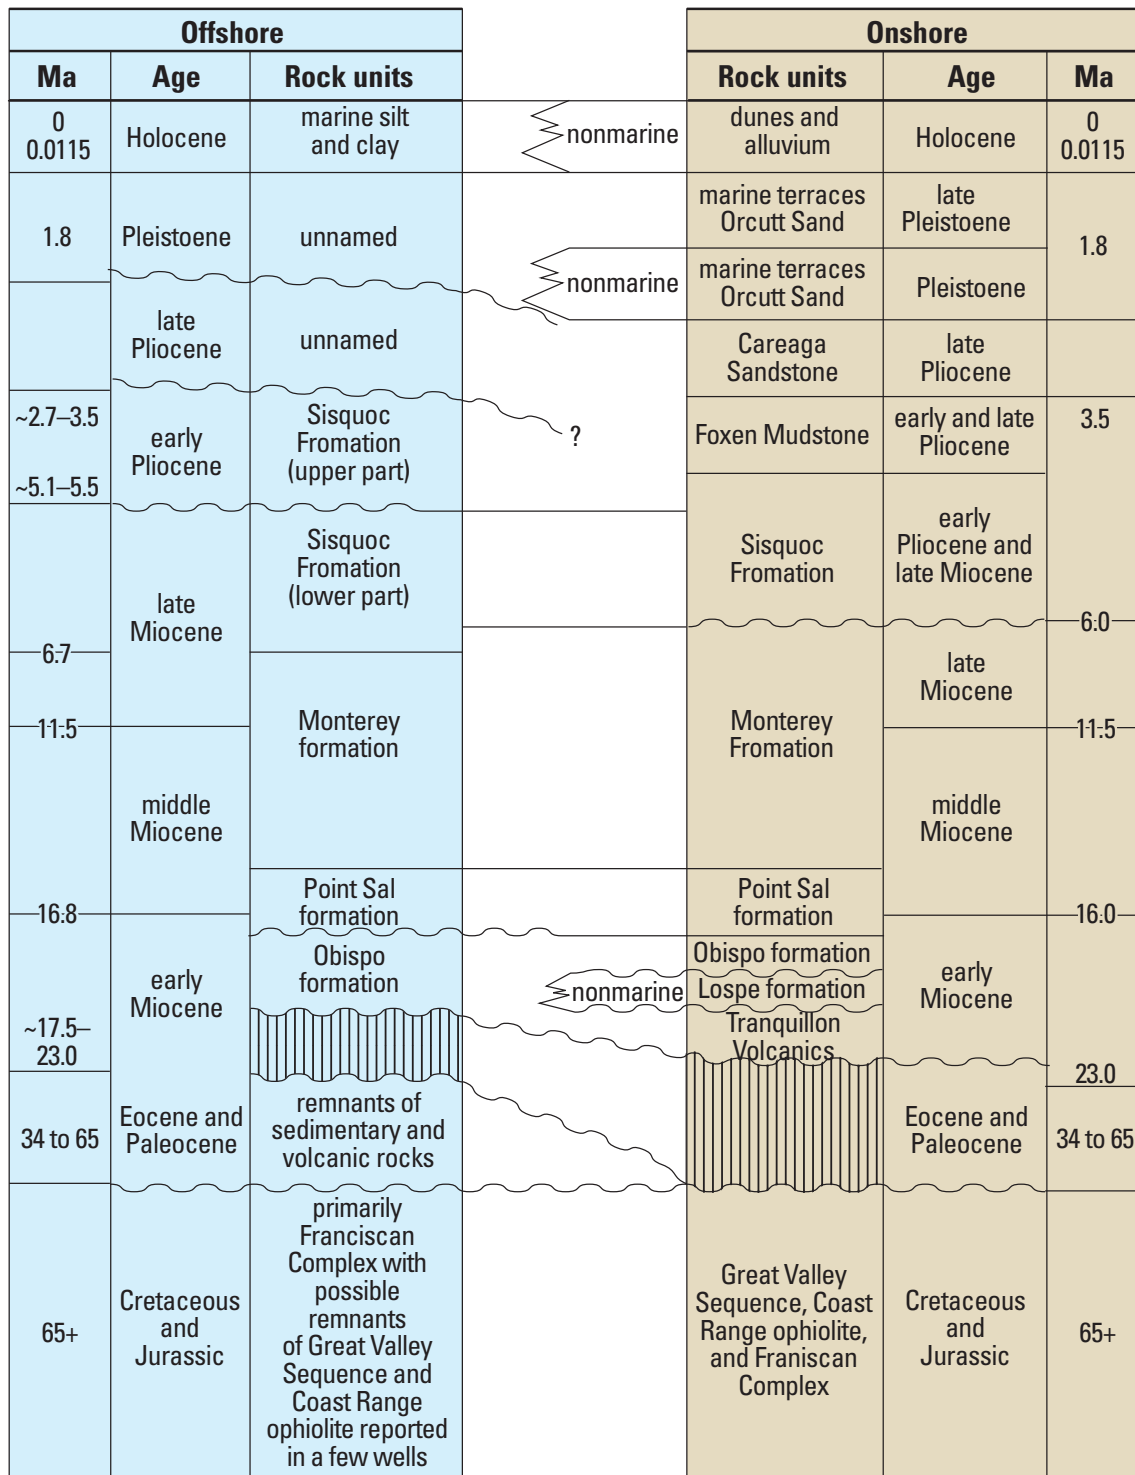 Offshore
Ma
Age
Rock units
0
0.0115
Holocene
marine silt
and clay
1.8
Pleistoene
unnamed
late
Pliocene
unnamed
~2.7–3.5
~5.1–5.5
early
Pliocene
Sisquoc
Fromation
(upper part)
Sisquoc
Fromation
(lower part)
late
Miocene
6.7
11.5
Monterey
formation
middle
Miocene
Point Sal
formation
16.8
early
Miocene
Obispo
formation
~17.5–
23.0
34 to 65
Eocene and
Paleocene
remnants of
sedimentary and
volcanic rocks
65+
Cretaceous
and
Jurassic
primarily
Franciscan
Complex with
possible
remnants
of Great Valley
Sequence and
Coast Range
ophiolite reported
in a few wells
nonmarine
nonmarine
?
nonmarine
Onshore
Rock units
Age
Ma
dunes and
alluvium
Holocene
0
0.0115
marine terraces
Orcutt Sand
late
Pleistoene
1.8
marine terraces
Orcutt Sand
Pleistoene
Careaga
Sandstone
late
Pliocene
Foxen Mudstone
early and late
Pliocene
3.5
Sisquoc
Fromation
early
Pliocene and
late Miocene
6.0
Monterey
Fromation
late
Miocene
11.5
middle
Miocene
Point Sal
formation
16.0
Obispo formation
Lospe formation
Tranquillon
Volcanics
early
Miocene
23.0
Eocene and
Paleocene
34 to 65
Great Valley
Sequence, Coast
Range ophiolite,
and Franiscan
Complex
Cretaceous
and
Jurassic
65+